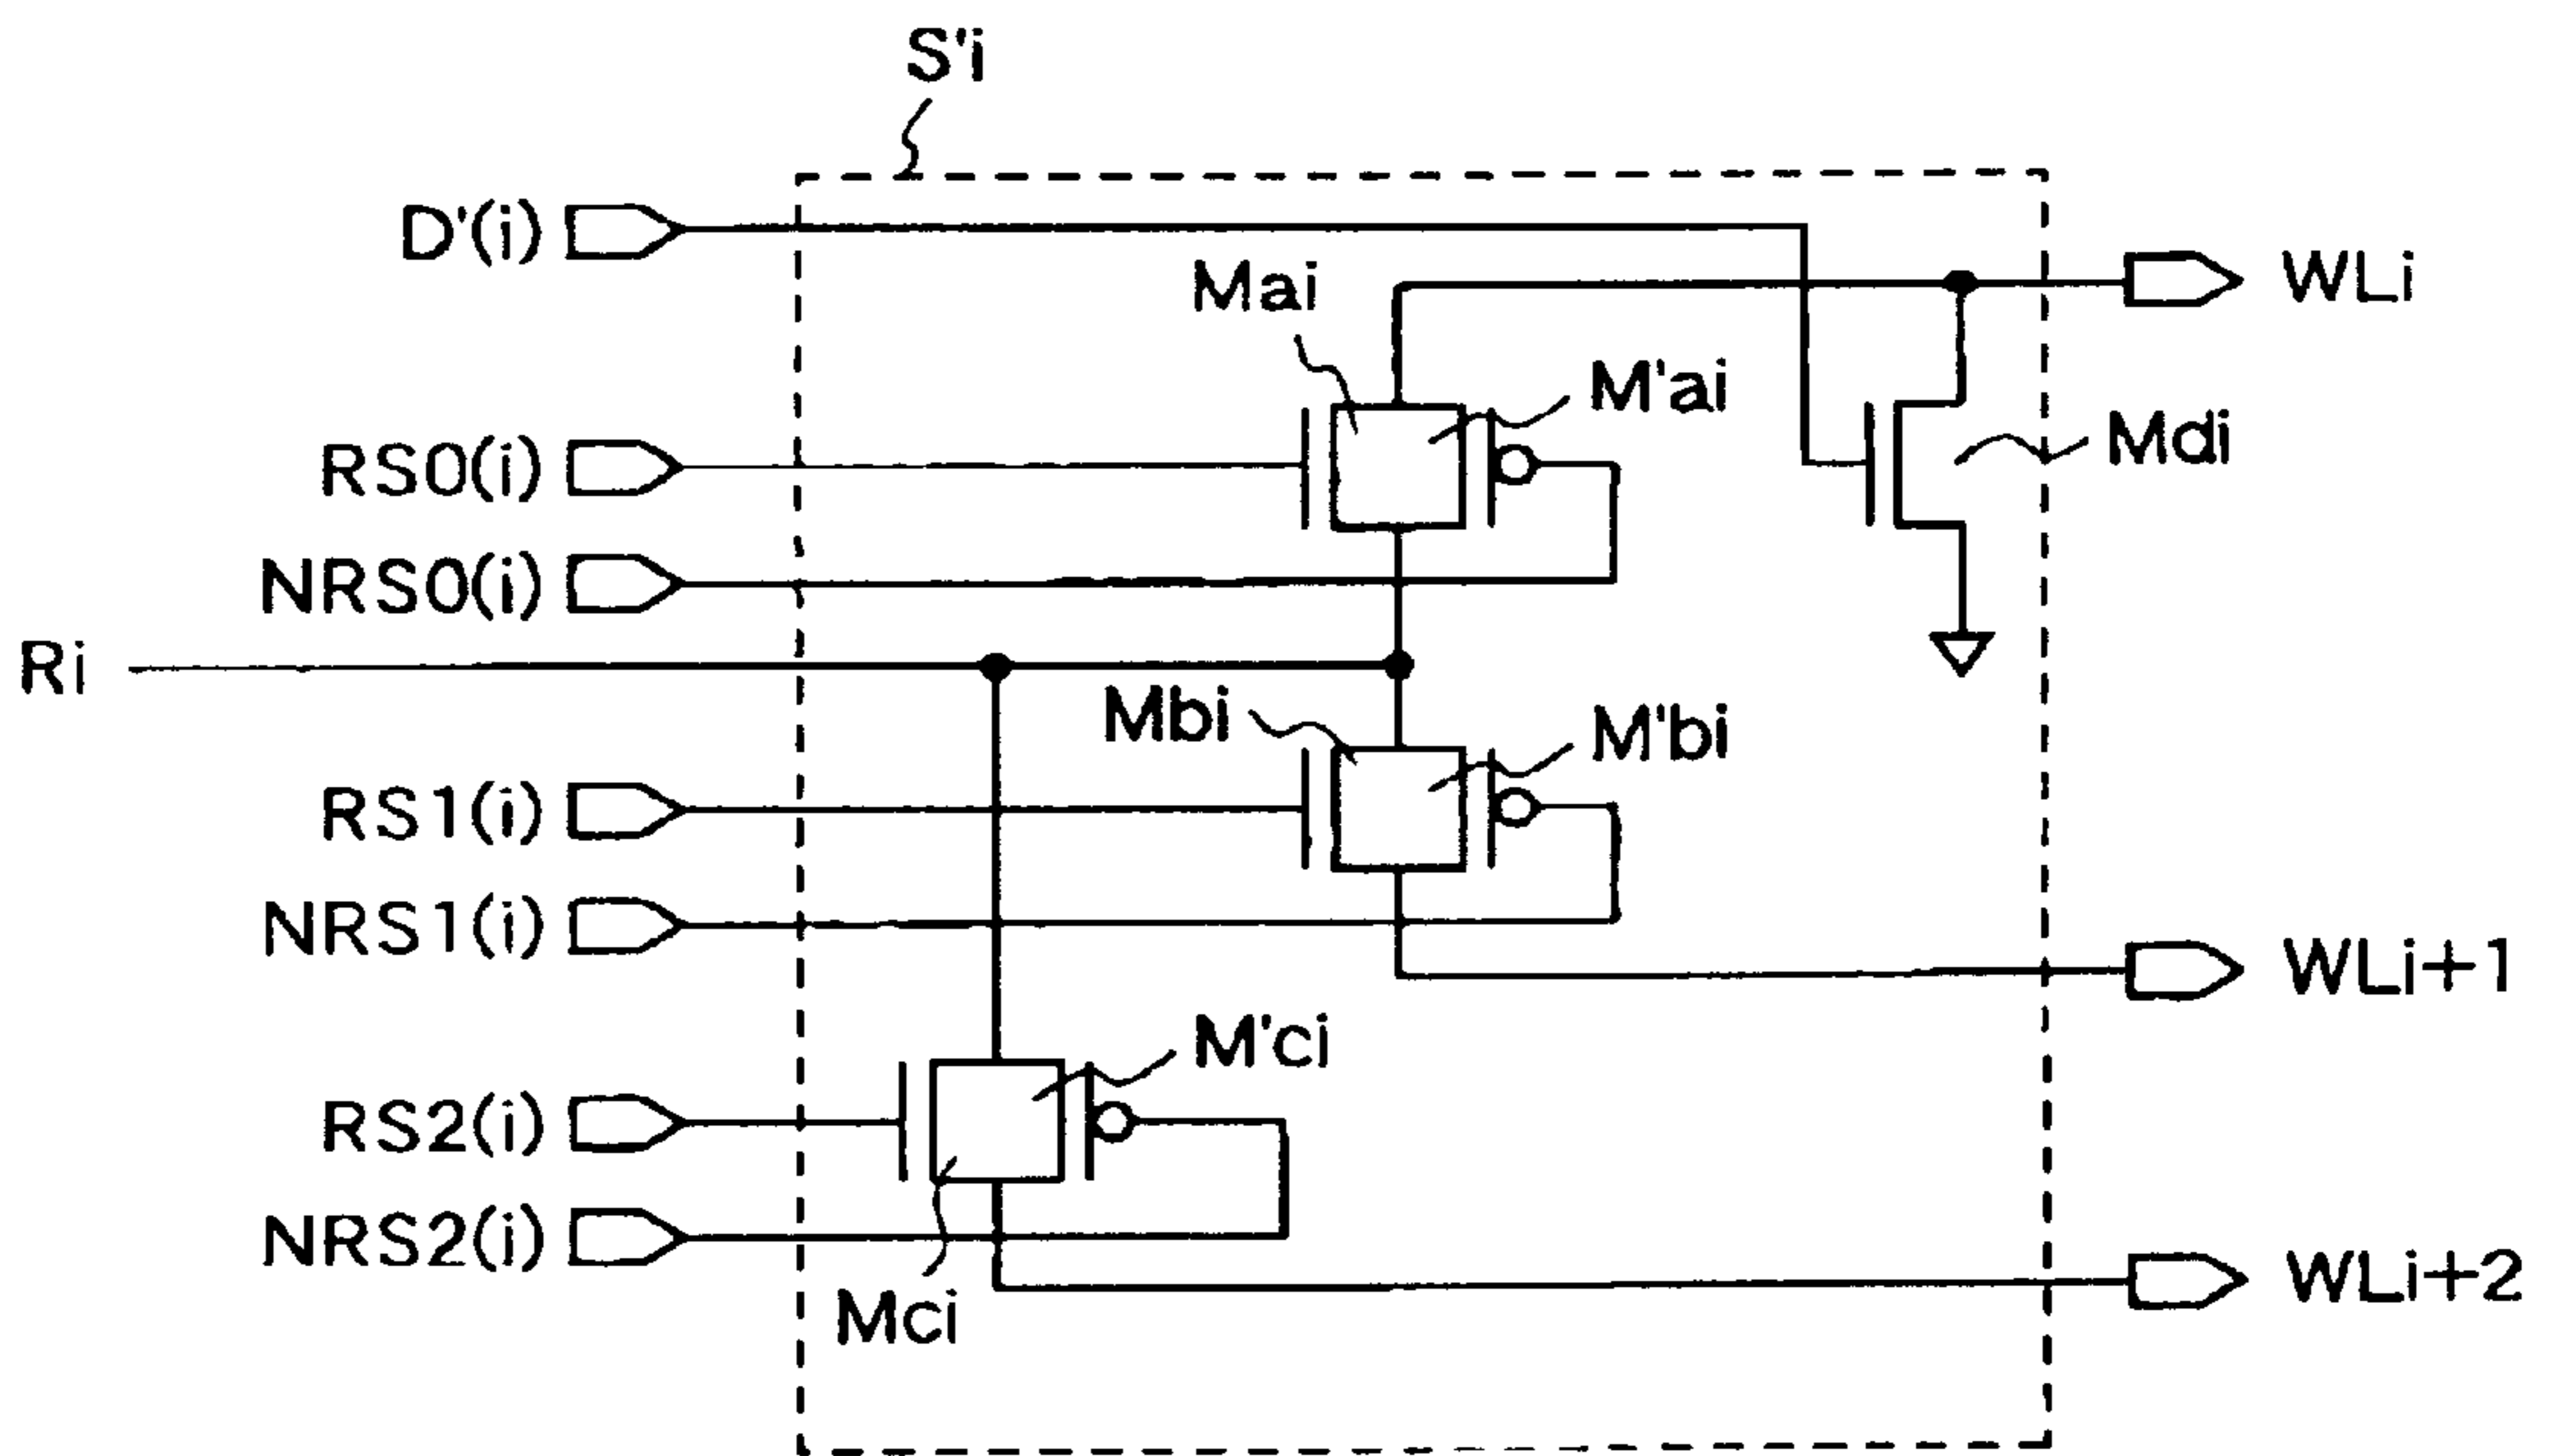 S'i
D'(i)
WLi
Mai
M'ai
RS0(i)
Mdi
NRS0(i)
Ri
Mbi
M'bi
RS1(i)
NRS1(i)
WLi+1
M'ci
RS2(i)
NRS2(i)
WLi+2
Mci